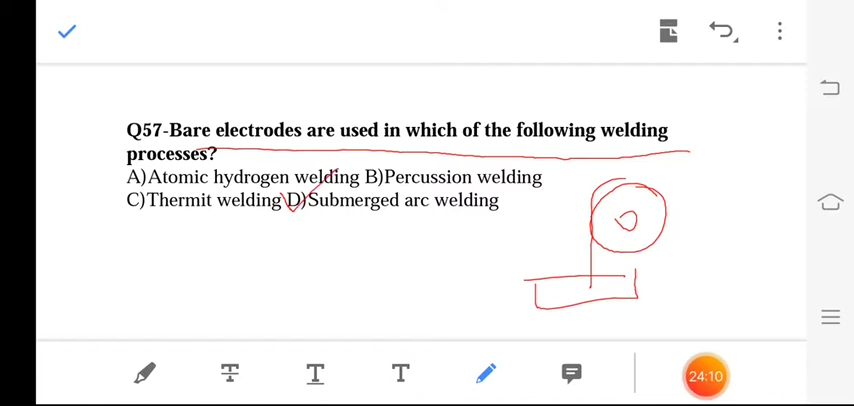 Q57-Bare electrodes are used in which of the following welding
processes?
A)Atomic hydrogen welding B)Percussion welding
C)Thermit welding D)Submerged arc welding
T T T
24:10